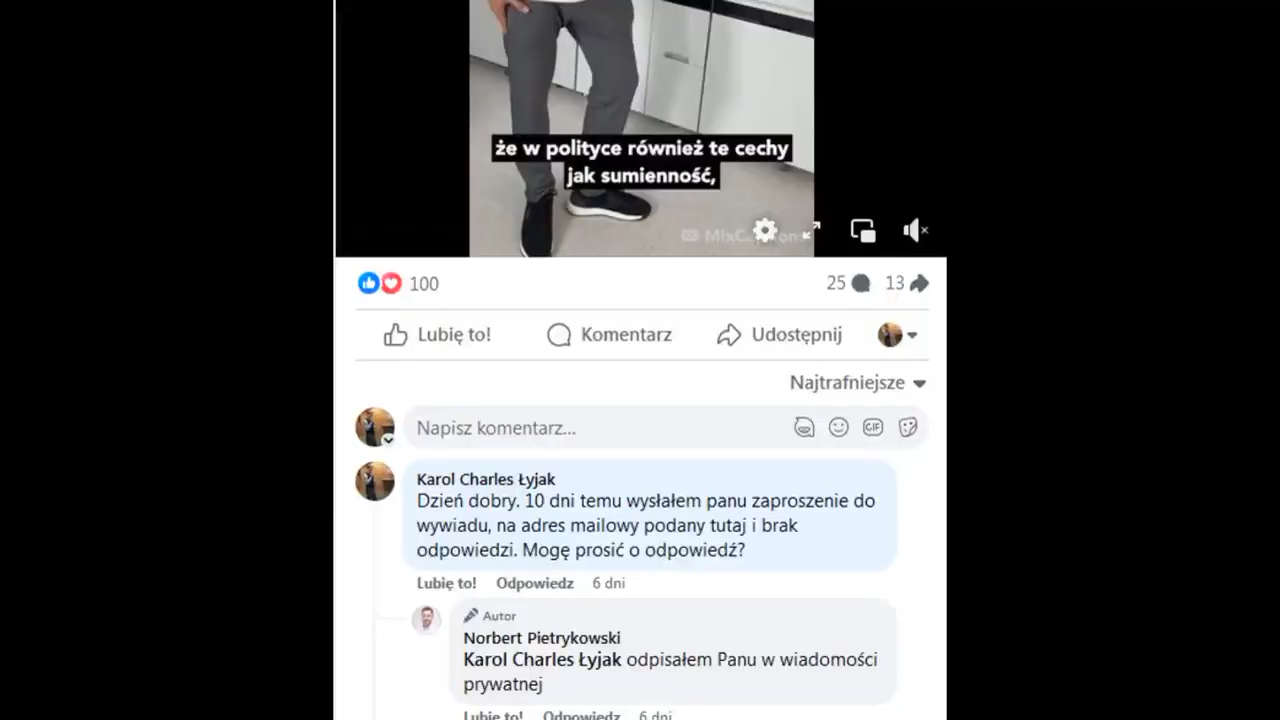 że w polityce również te cechy
jak sumienność,
100
25
13
Lubię to!
Komentarz
Udostępnij
Najtrafniejsze
Napisz komentarz...
GIF
Karol Charles Łyjak
Dzień dobry. 10 dni temu wysłałem panu zaproszenie do
wywiadu, na adres mailowy podany tutaj i brak
odpowiedzi. Mogę prosić o odpowiedź?
Lubię to! Odpowiedz 6 dni
Autor
Norbert Pietrykowski
Karol Charles Łyjak odpisałem Panu w wiadomości
prywatnej
Lubię to! Odpowiedz 6 dni